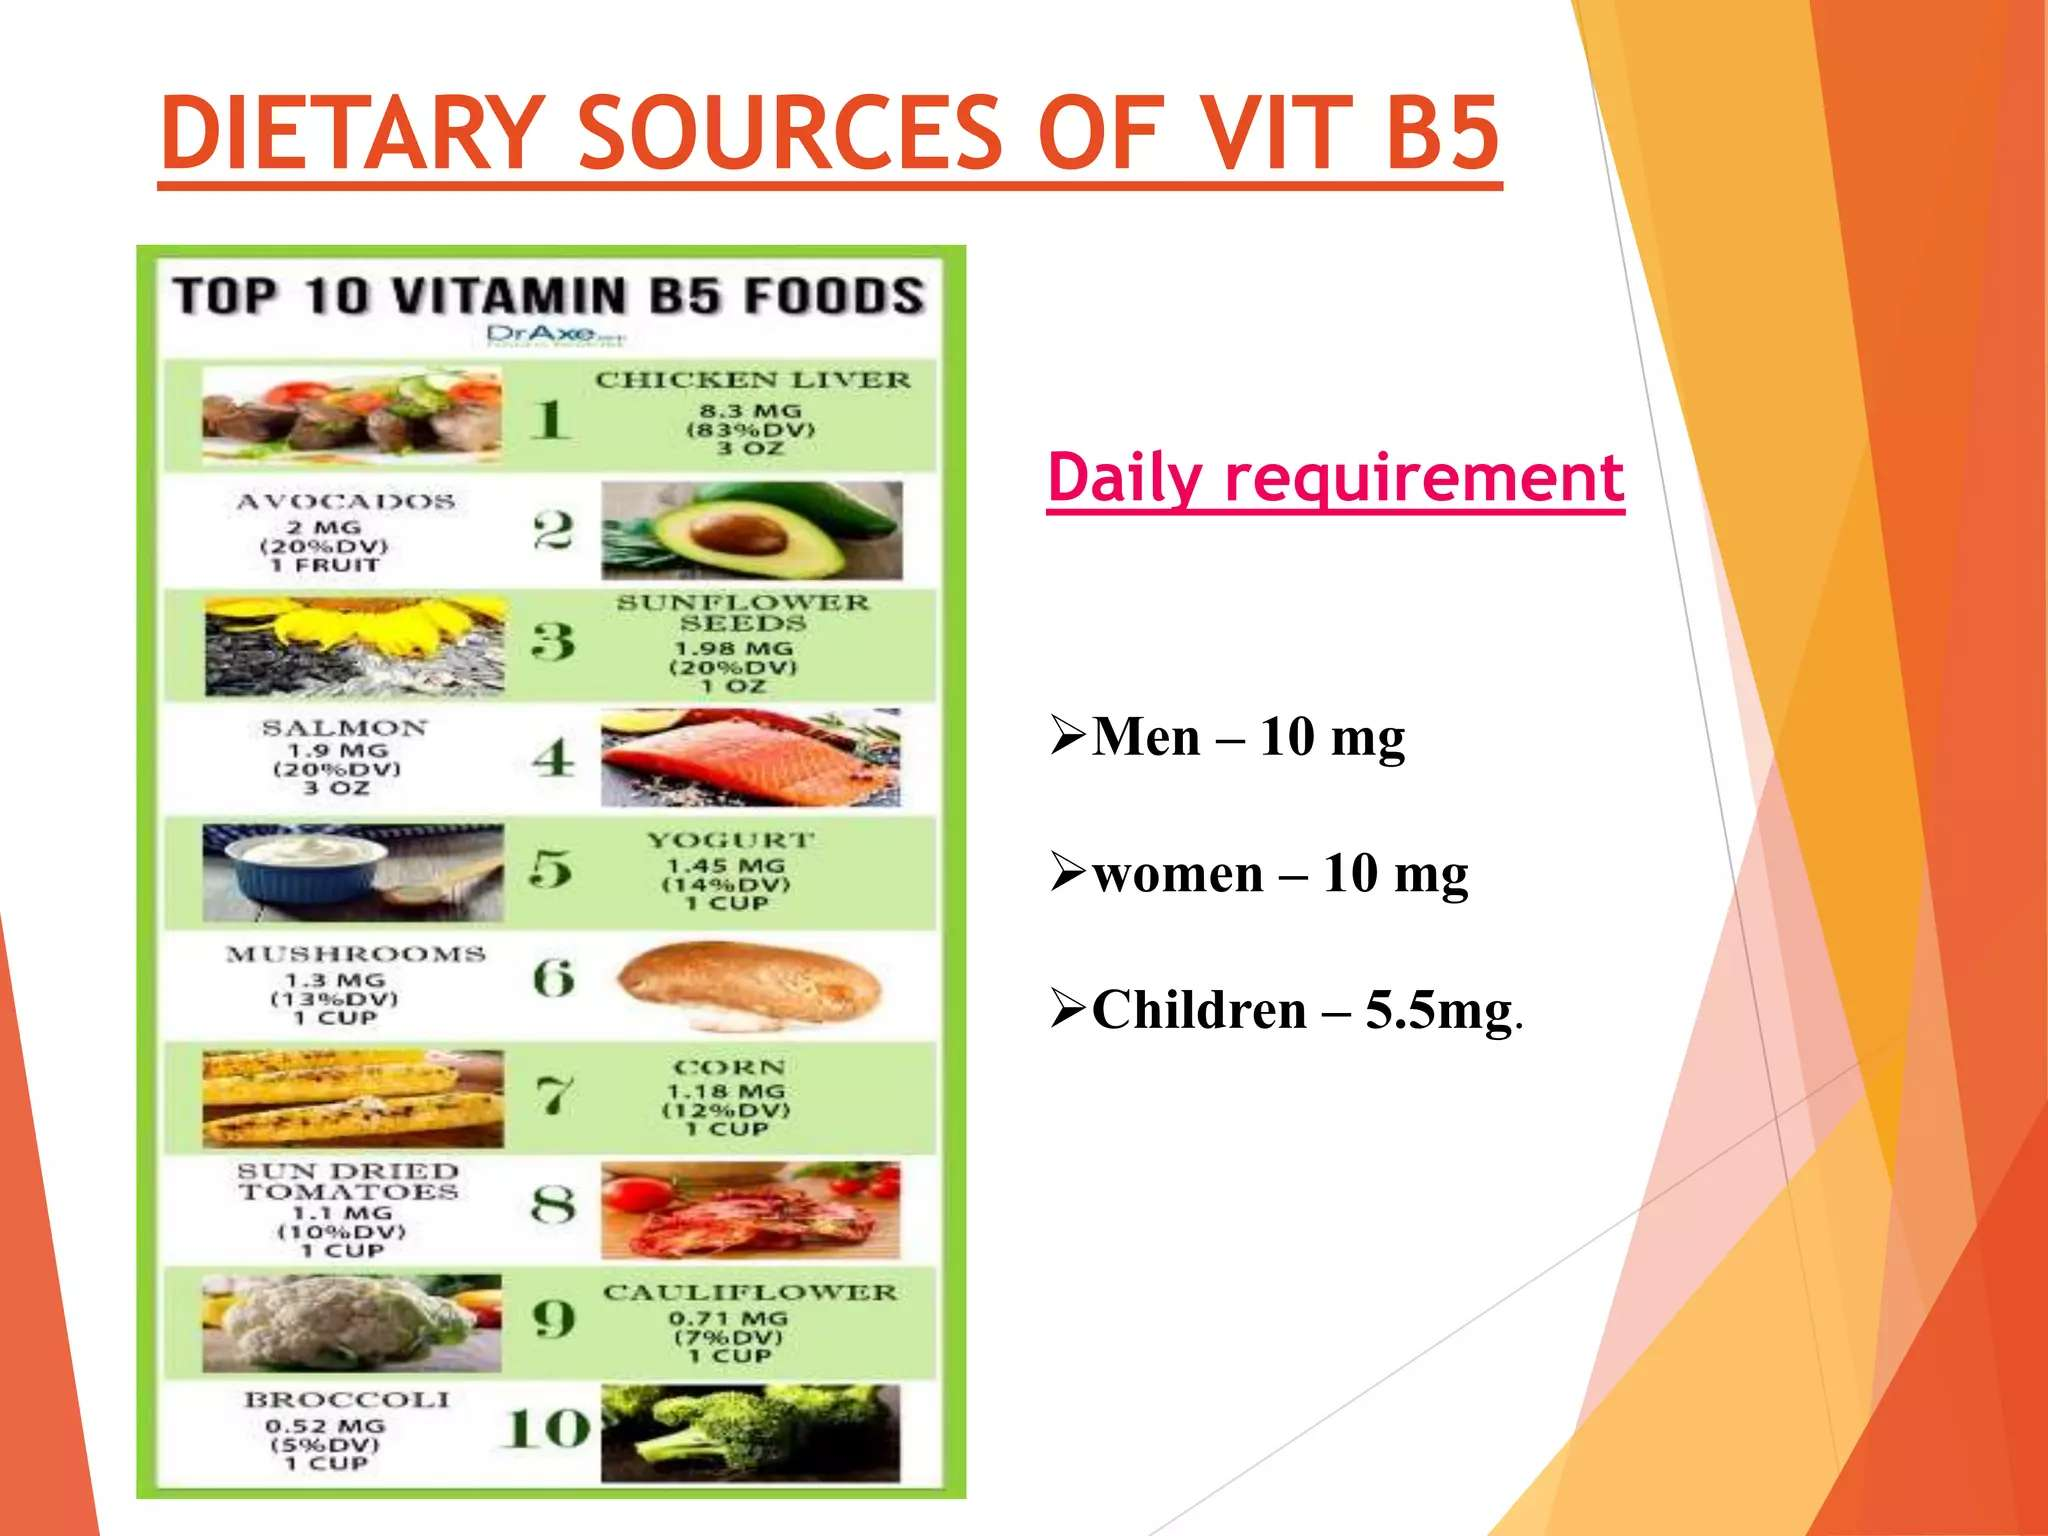 DIETARY SOURCES OF VIT B5
TOP 10 VITAMIN B5 FOODS
DrAxe
1
CHICKEN LIVER
8.3 MG
(83%DV)
3 OZ
AVOCADOS
2 MG
(20%DV)
1 FRUIT
2
3
SUNFLOWER
SEEDS
1.98 MG
(20%DV)
1 OZ
SALMON
1.9 MG
(20%DV)
3 OZ
4
5
YOGURT
1.45 MG
(14%DV)
1 CUP
MUSHROOMS
1.3 MG
(13%DV)
1 CUP
6
7
CORN
1.18 MG
(12%DV)
1 CUP
SUN DRIED
TOMATOES
1.1 MG
(10%DV)
1 CUP
8
9
CAULIFLOWER
0.71 MG
(7%DV)
1 CUP
BROCCOLI
0.52 MG
(5%DV)
1 CUP
10
Daily requirement
➢Men – 10 mg
➢women – 10 mg
➢Children – 5.5mg.